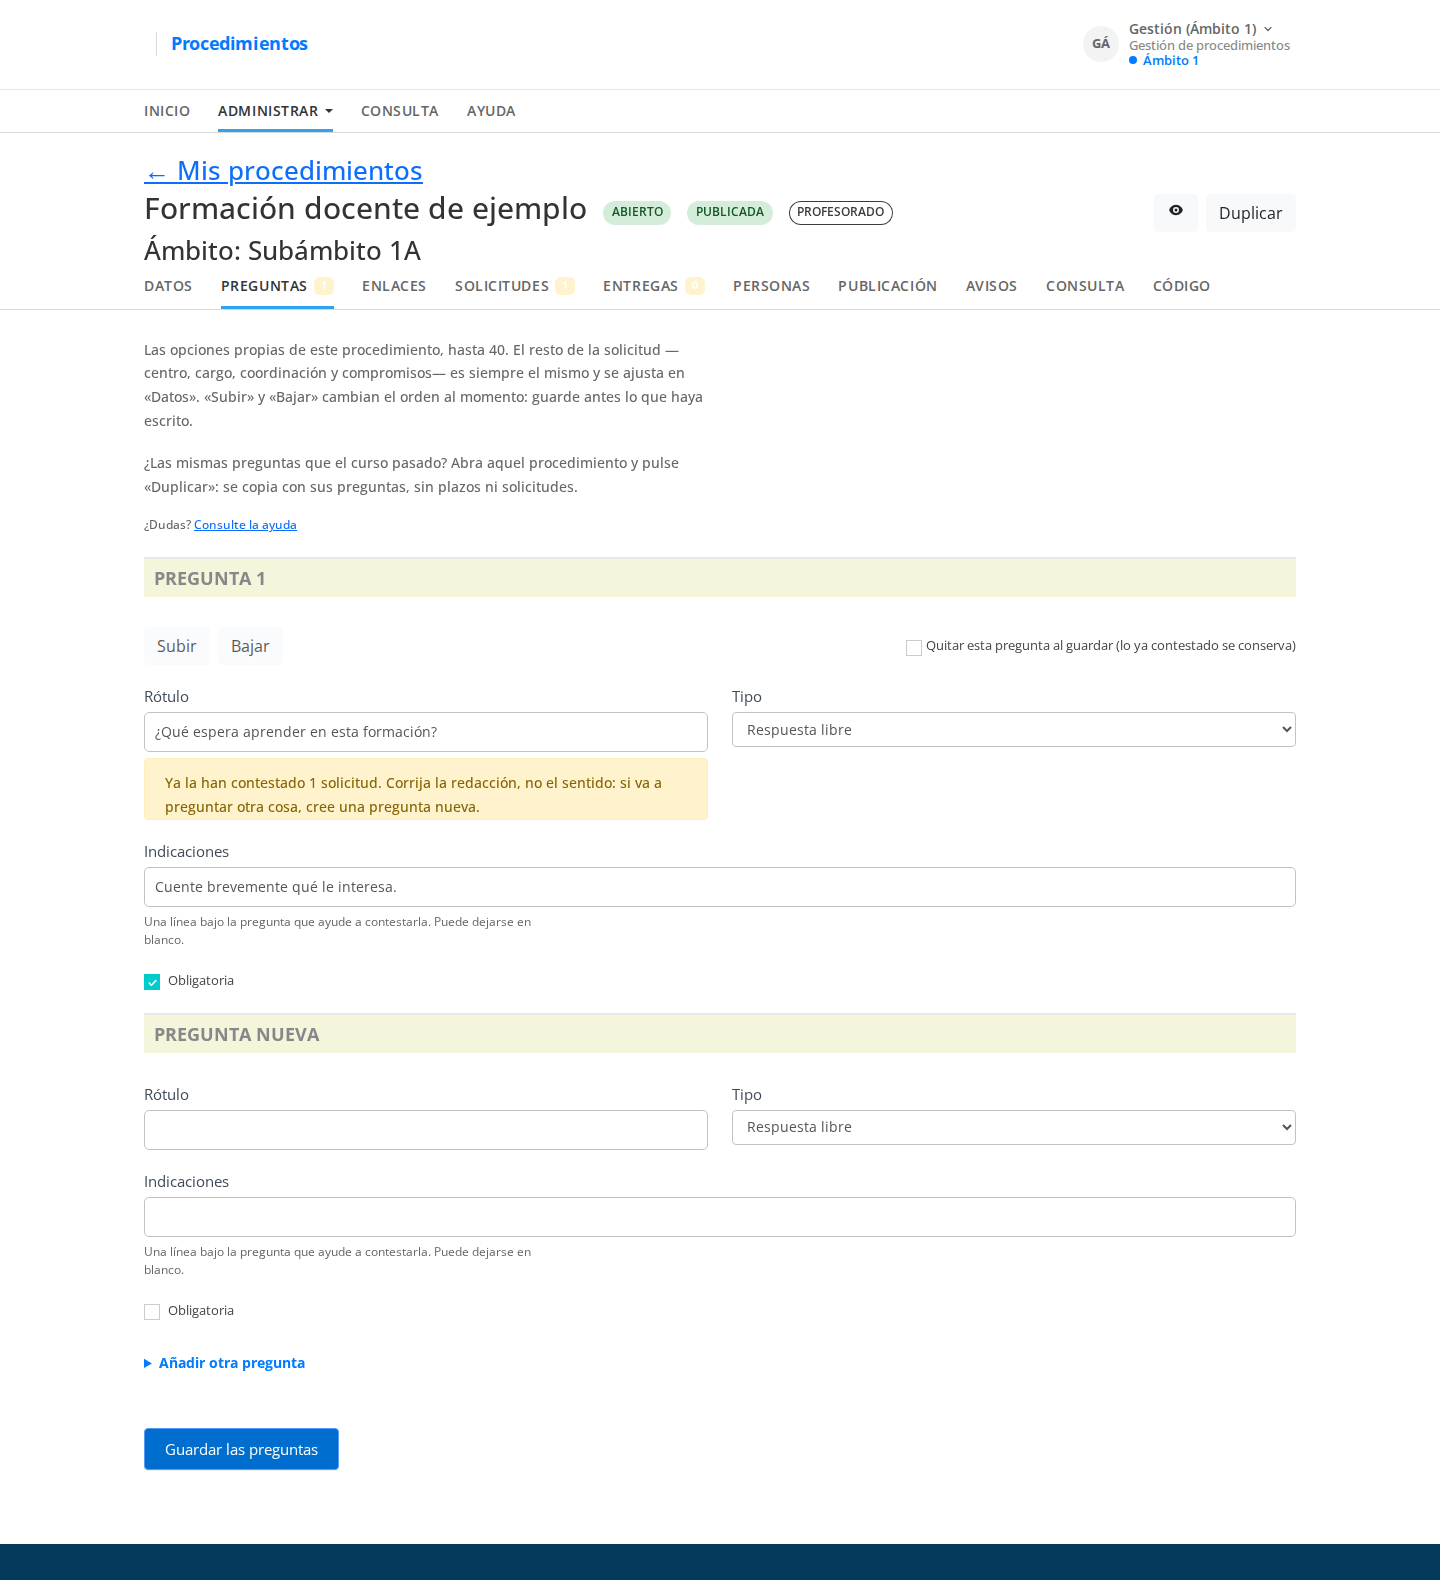 Procedimientos
GÁ
Gestión (Ámbito 1)
Gestión de procedimientos
Ámbito 1
INICIO
ADMINISTRAR
CONSULTA
AYUDA
← Mis procedimientos
Formación docente de ejemplo
ABIERTO
PUBLICADA
PROFESORADO
Duplicar
Ámbito: Subámbito 1A
DATOS
PREGUNTAS 1
ENLACES
SOLICITUDES 1
ENTREGAS 0
PERSONAS
PUBLICACIÓN
AVISOS
CONSULTA
CÓDIGO
Las opciones propias de este procedimiento, hasta 40. El resto de la solicitud —
centro, cargo, coordinación y compromisos— es siempre el mismo y se ajusta en
«Datos». «Subir» y «Bajar» cambian el orden al momento: guarde antes lo que haya
escrito.
¿Las mismas preguntas que el curso pasado? Abra aquel procedimiento y pulse
«Duplicar»: se copia con sus preguntas, sin plazos ni solicitudes.
¿Dudas? Consulte la ayuda
PREGUNTA 1
Subir
Bajar
Quitar esta pregunta al guardar (lo ya contestado se conserva)
Rótulo
Tipo
¿Qué espera aprender en esta formación?
Respuesta libre
Ya la han contestado 1 solicitud. Corrija la redacción, no el sentido: si va a
preguntar otra cosa, cree una pregunta nueva.
Indicaciones
Cuente brevemente qué le interesa.
Una línea bajo la pregunta que ayude a contestarla. Puede dejarse en
blanco.
Obligatoria
PREGUNTA NUEVA
Rótulo
Tipo
Respuesta libre
Indicaciones
Una línea bajo la pregunta que ayude a contestarla. Puede dejarse en
blanco.
Obligatoria
Añadir otra pregunta
Guardar las preguntas